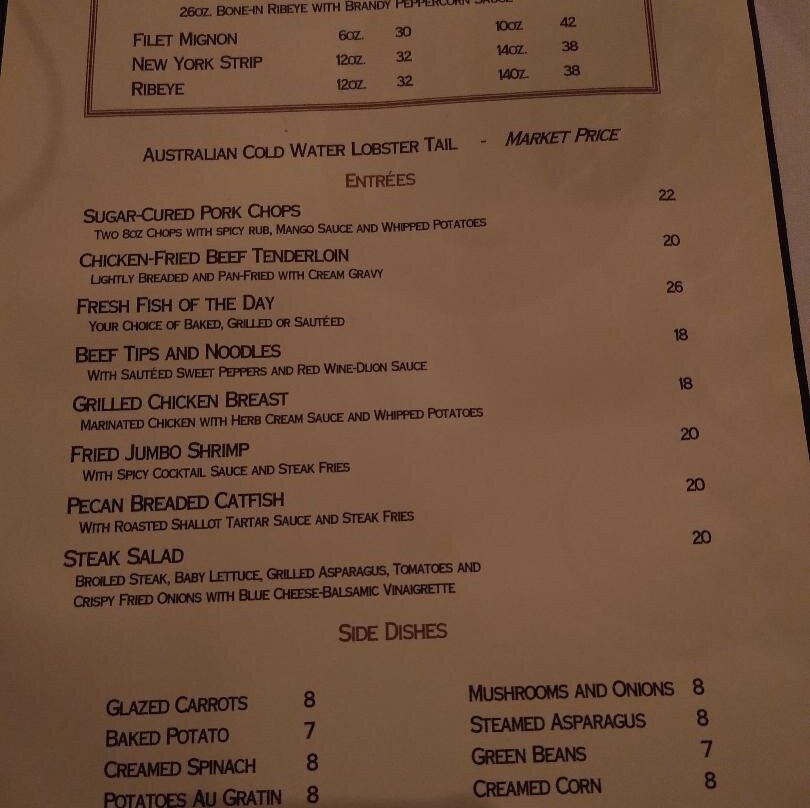 26oz. Bone-in Ribeye with Brandy Peppercorn Sauce
Filet Mignon 6oz. 30 10oz 42
New York Strip 12oz. 32 14oz. 38
Ribeye 12oz. 32 14oz. 38
Australian Cold Water Lobster Tail - Market Price
Entrées
Sugar-Cured Pork Chops 22
Two 8oz Chops with spicy rub, Mango Sauce and Whipped Potatoes
Chicken-Fried Beef Tenderloin 20
Lightly Breaded and Pan-Fried with Cream Gravy
Fresh Fish of the Day 26
Your Choice of Baked, Grilled or Sautéed
Beef Tips and Noodles 18
With Sautéed Sweet Peppers and Red Wine-Dijon Sauce
Grilled Chicken Breast 18
Marinated Chicken with Herb Cream Sauce and Whipped Potatoes
Fried Jumbo Shrimp 20
With Spicy Cocktail Sauce and Steak Fries
Pecan Breaded Catfish 20
With Roasted Shallot Tartar Sauce and Steak Fries
Steak Salad 20
Broiled Steak, Baby Lettuce, Grilled Asparagus, Tomatoes and
Crispy Fried Onions with Blue Cheese-Balsamic Vinaigrette
Side Dishes
Glazed Carrots 8
Baked Potato 7
Creamed Spinach 8
Potatoes Au Gratin 8
Mushrooms and Onions 8
Steamed Asparagus 8
Green Beans 7
Creamed Corn 8